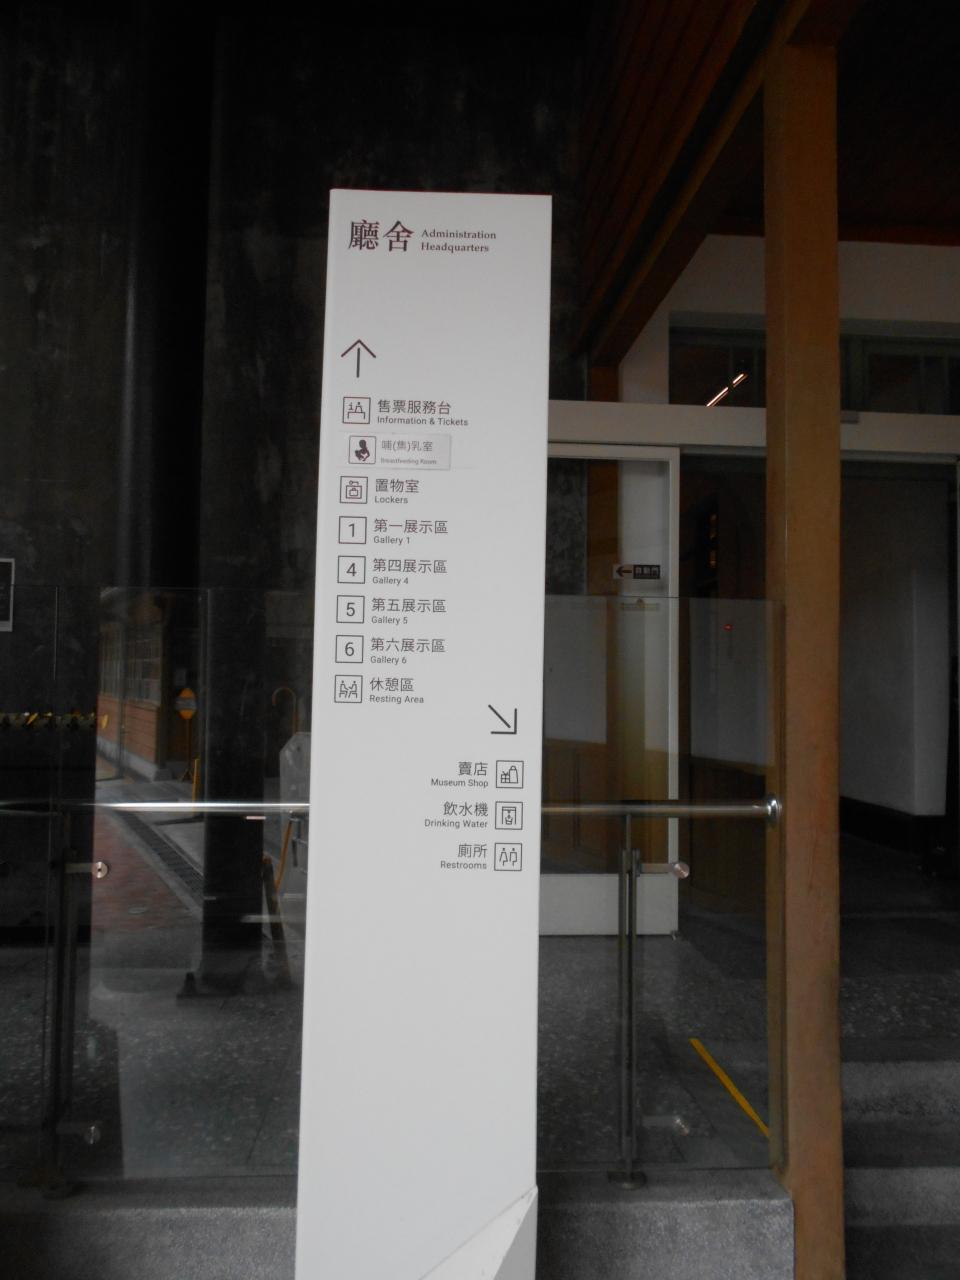 廳舍
Administration
Headquarters
售票服務台
Information & Tickets
哺(集)乳室
Breastfeeding Room
置物室
Lockers
1
第一展示區
Gallery 1
4
第四展示區
Gallery 4
5
第五展示區
Gallery 5
6
第六展示區
Gallery 6
休憩區
Resting Area
賣店
Museum Shop
飲水機
Drinking Water
廁所
Restrooms
自動門